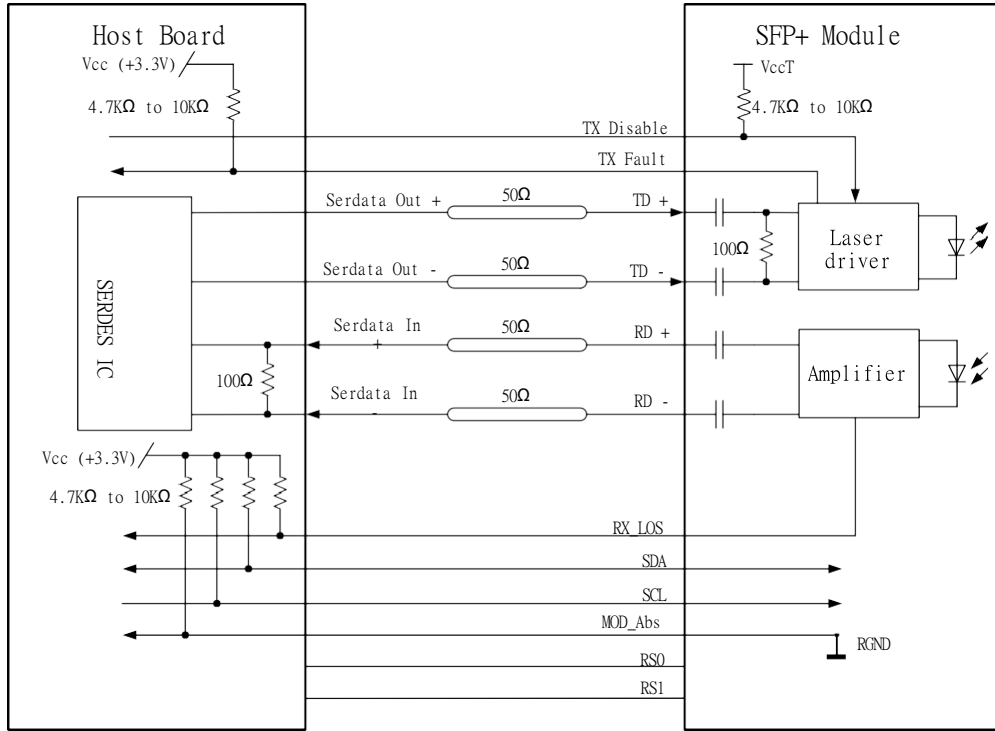 Host Board
SFP+ Module
Vcc (+3.3V)
VccT
4.7KΩ to 10KΩ
4.7KΩ to 10KΩ
TX Disable
TX Fault
Serdata Out +
50Ω
TD +
100Ω
Laser
driver
Serdata Out -
50Ω
TD -
SERDES IC
Serdata In
+
50Ω
RD +
100Ω
Amplifier
Serdata In
-
50Ω
RD -
Vcc (+3.3V)
4.7KΩ to 10KΩ
RX_LOS
SDA
SCL
MOD_Abs
RGND
RS0
RS1